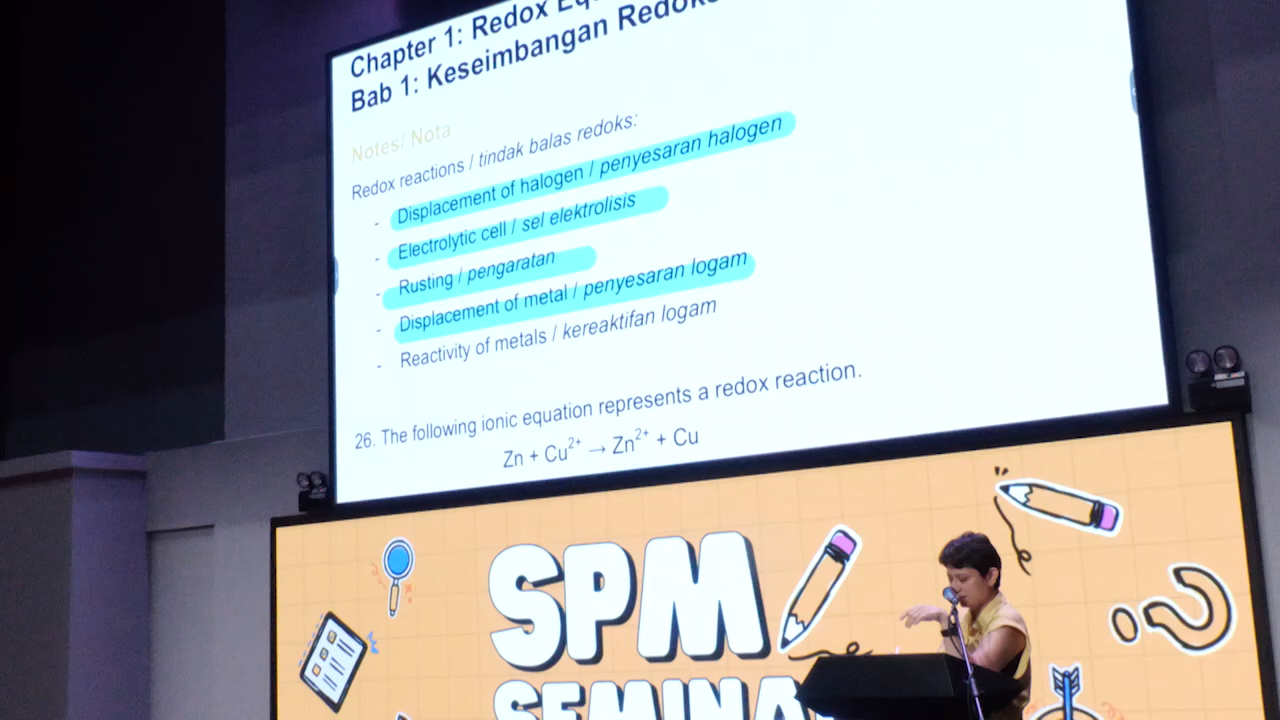 Chapter 1: Redox
Bab 1: Keseimbangan
Notes/ Nota
Redox reactions / tindak balas redoks:
- Displacement of halogen / penyesaran halogen
- Electrolytic cell / sel elektrolisis
- Rusting / pengaratan
- Displacement of metal / penyesaran logam
- Reactivity of metals / kereaktifan logam
26. The following ionic equation represents a redox reaction.
Zn + Cu²⁺ → Zn²⁺ + Cu
SPM